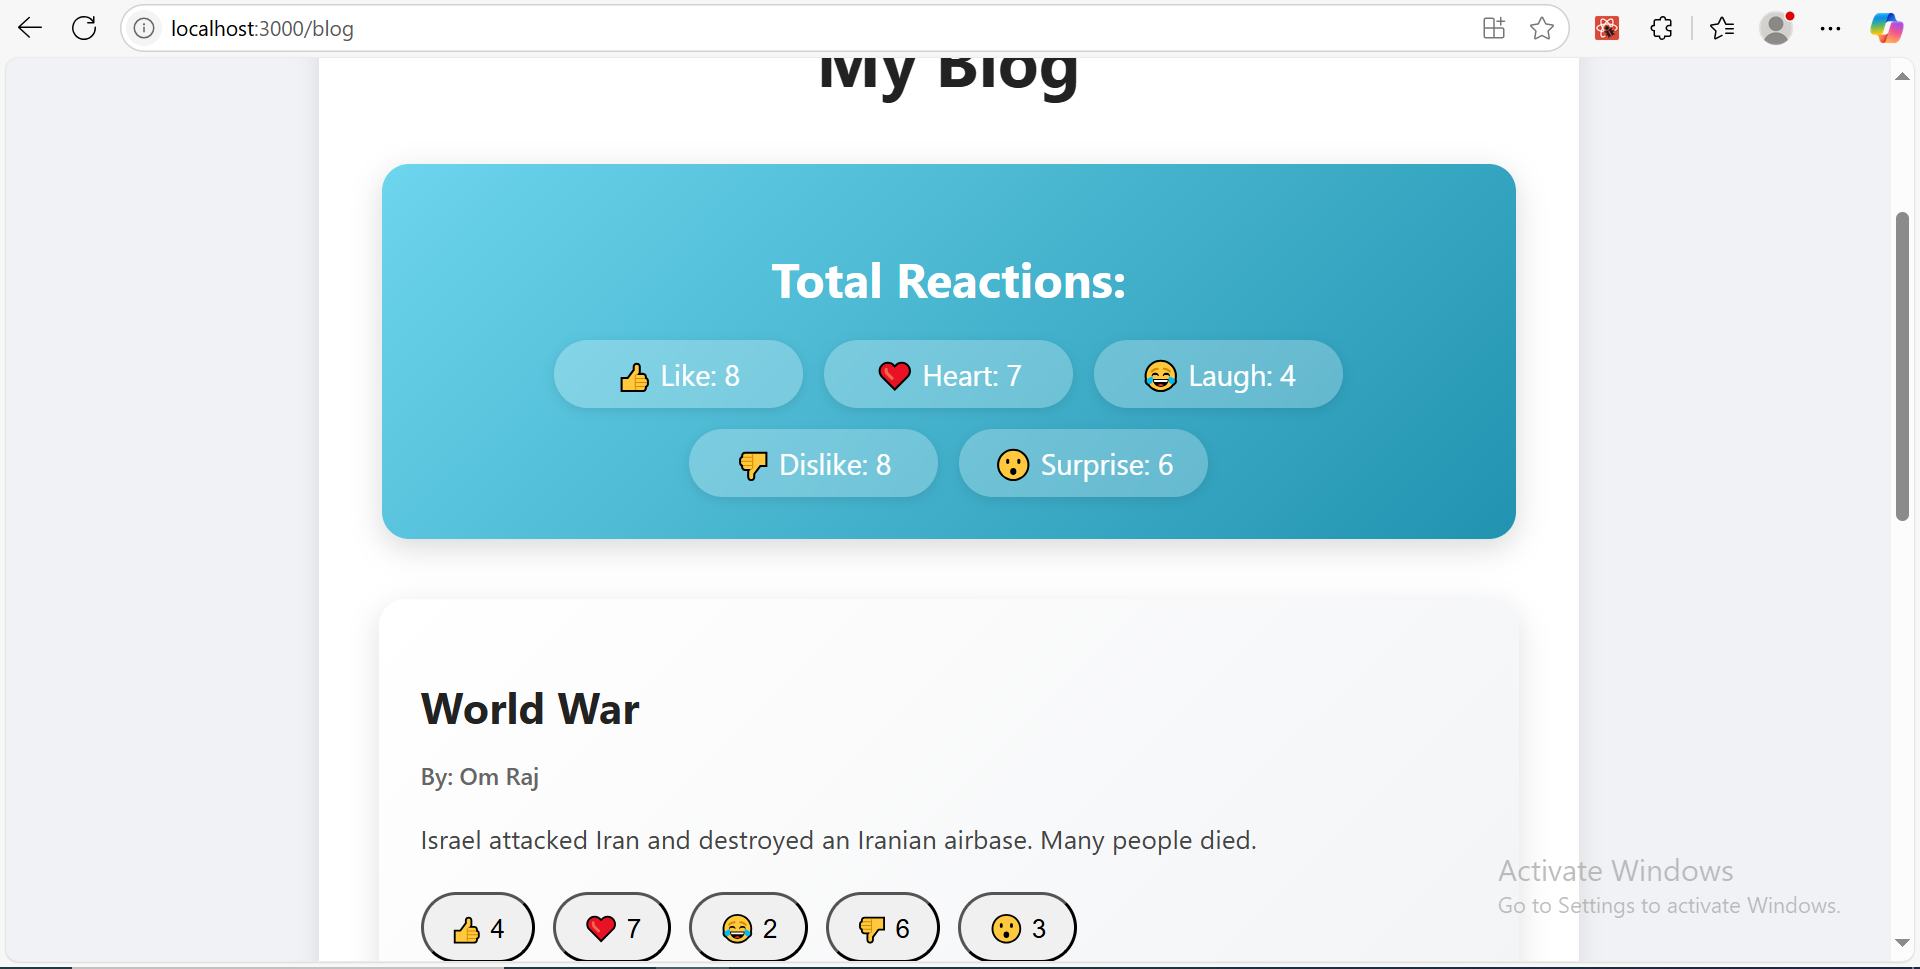 localhost:3000/blog
My Blog
Total Reactions:
👍 Like: 8 ❤️ Heart: 7 😂 Laugh: 4
👎 Dislike: 8 😮 Surprise: 6
World War
By: Om Raj
Israel attacked Iran and destroyed an Iranian airbase. Many people died.
👍 4 ❤️ 7 😂 2 👎 6 😮 3
Activate Windows
Go to Settings to activate Windows.